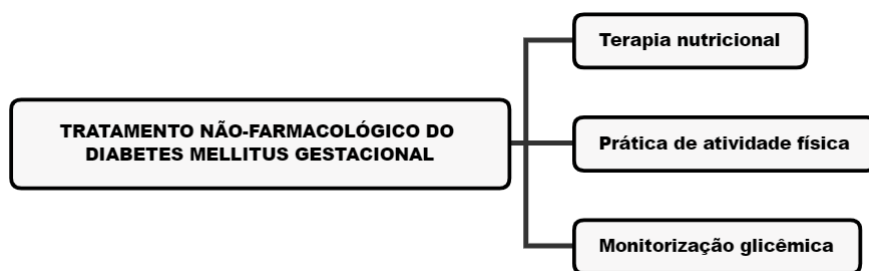 Terapia nutricional
TRATAMENTO NÃO-FARMACOLÓGICO DO
DIABETES MELLITUS GESTACIONAL
Prática de atividade física
Monitorização glicêmica